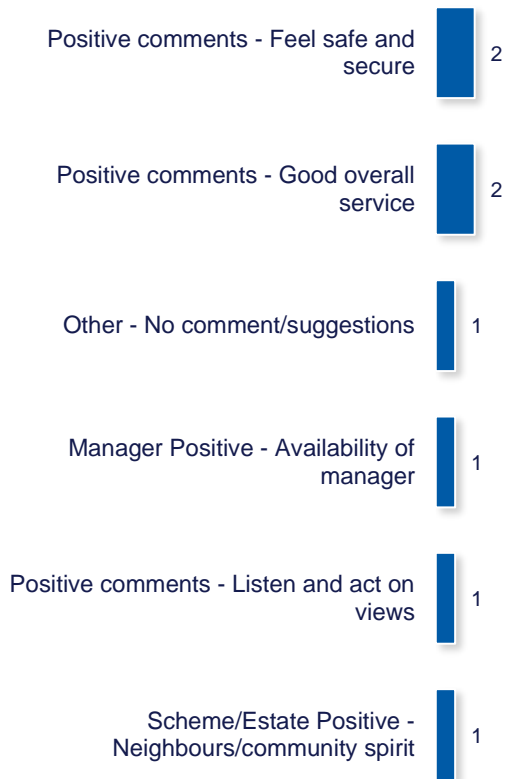 Positive comments - Feel safe and
secure
2
Positive comments - Good overall
service
2
Other - No comment/suggestions
1
Manager Positive - Availability of
manager
1
Positive comments - Listen and act on
views
1
Scheme/Estate Positive -
Neighbours/community spirit
1